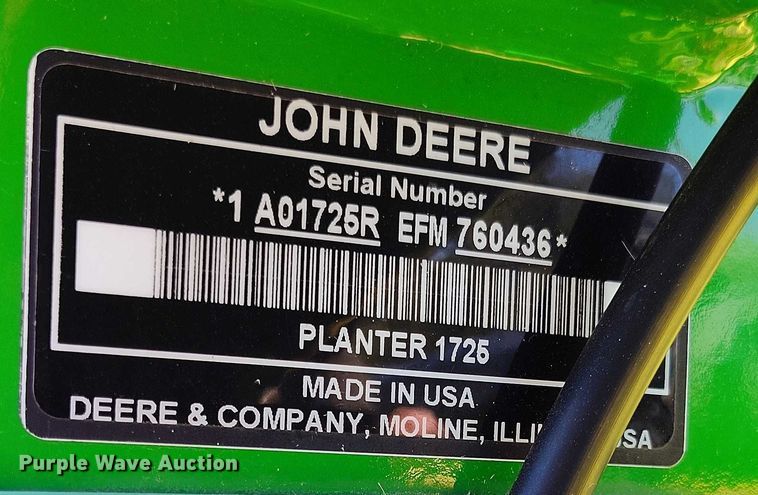 JOHN DEERE
Serial Number
*1 A01725R EFM 760436*
PLANTER 1725
MADE IN USA
DEERE & COMPANY, MOLINE, USA
Purple Wave Auction